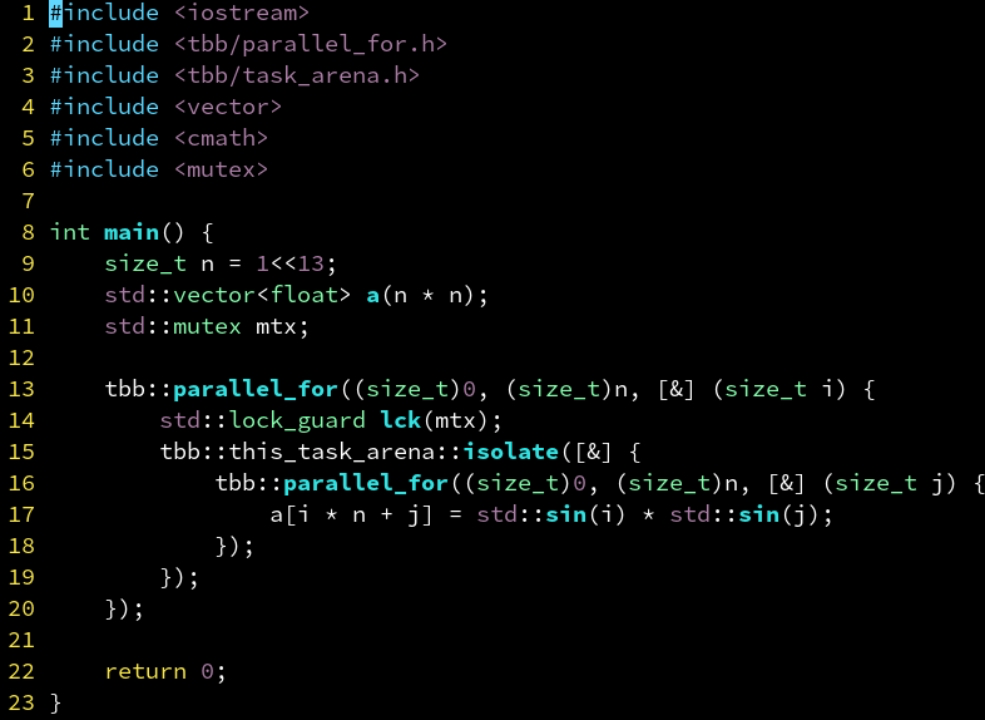 1 #include <iostream>
2 #include <tbb/parallel_for.h>
3 #include <tbb/task_arena.h>
4 #include <vector>
5 #include <cmath>
6 #include <mutex>
7
8 int main() {
9     size_t n = 1<<13;
10     std::vector<float> a(n * n);
11     std::mutex mtx;
12
13     tbb::parallel_for((size_t)0, (size_t)n, [&] (size_t i) {
14         std::lock_guard lck(mtx);
15         tbb::this_task_arena::isolate([&] {
16             tbb::parallel_for((size_t)0, (size_t)n, [&] (size_t j) {
17                 a[i * n + j] = std::sin(i) * std::sin(j);
18             });
19         });
20     });
21
22     return 0;
23 }